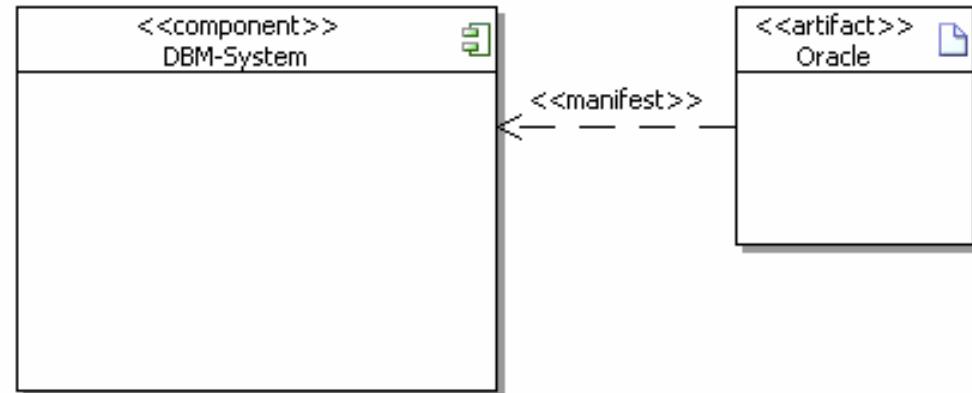 <<component>>
DBM-System
<<manifest>>
<<artifact>>
Oracle